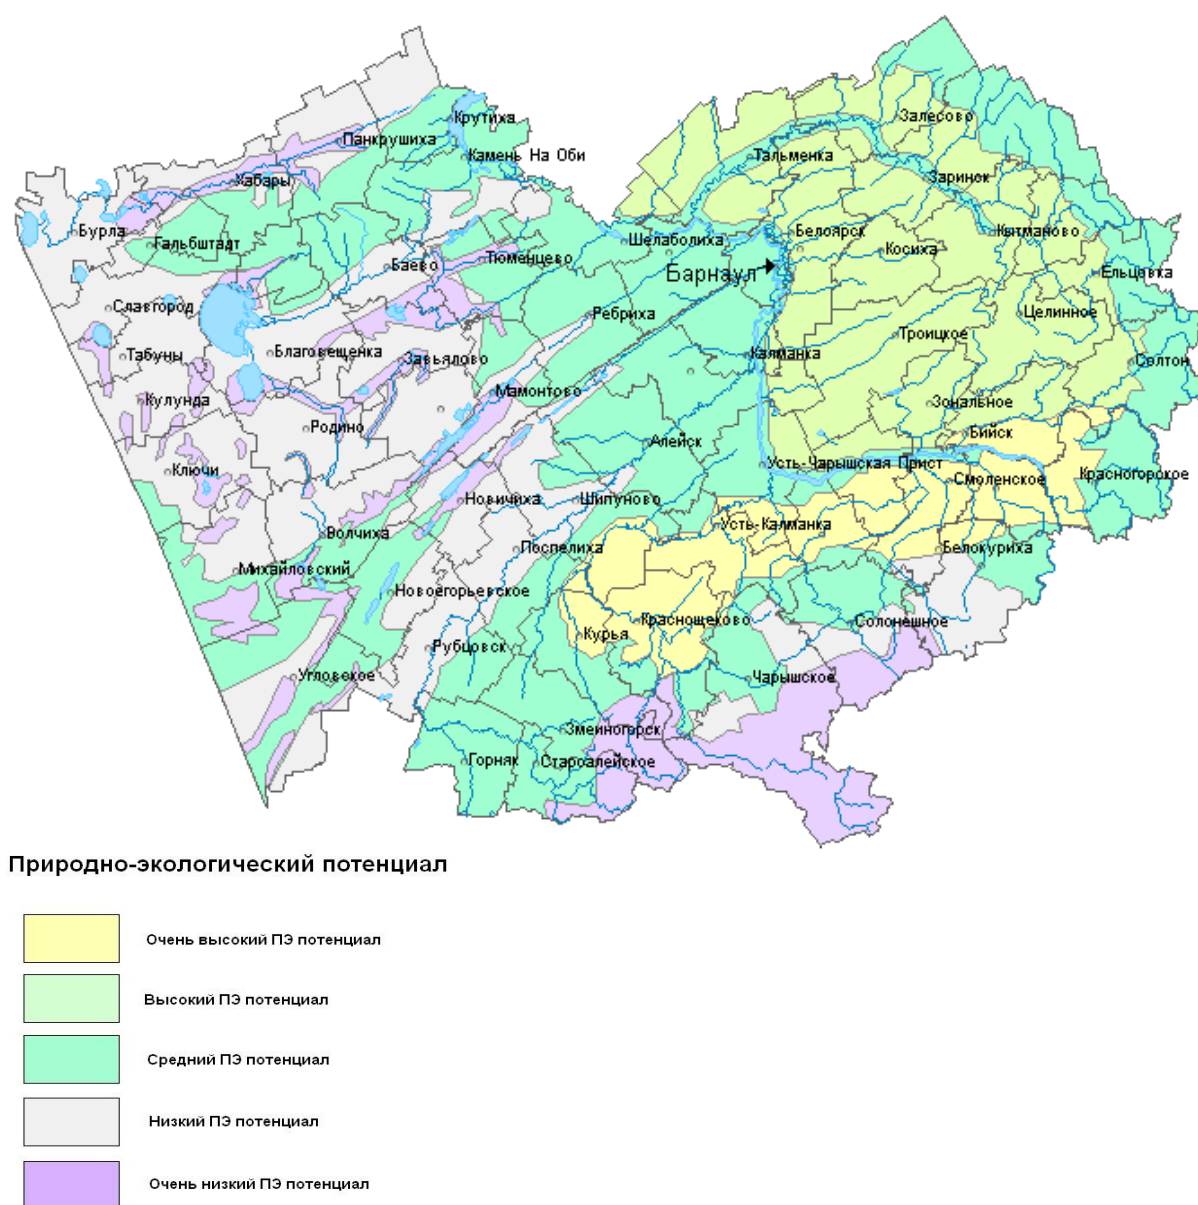 Крутиха
Залесово
Панкрушиха
Камень На Оби
Тальменка
Хабары
Заринск
Бурла
Гальбштадт
Белоярск
Кытманово
Шелаболиха
Косиха
Тюменцево
Баево
Барнаул
Ельцовка
Славгород
Ребриха
Целинное
Троицкое
Табуны
Благовещенка
Завьялово
Калманка
Солтон
Мамонтово
Кулунда
Зональное
Родино
Алейск
Бийск
Ключи
Усть-Чарышская Прист
Смоленское
Красногорское
Новичиха
Шипуново
Волчиха
Усть-Калманка
Поспелиха
Белокуриха
Михайловский
Новоегорьевское
Краснощеково
Солонешное
Курья
Рубцовск
Угловское
Чарышское
Змеиногорск
Горняк
Староалейское
Природно-экологический потенциал
Очень высокий ПЭ потенциал
Высокий ПЭ потенциал
Средний ПЭ потенциал
Низкий ПЭ потенциал
Очень низкий ПЭ потенциал